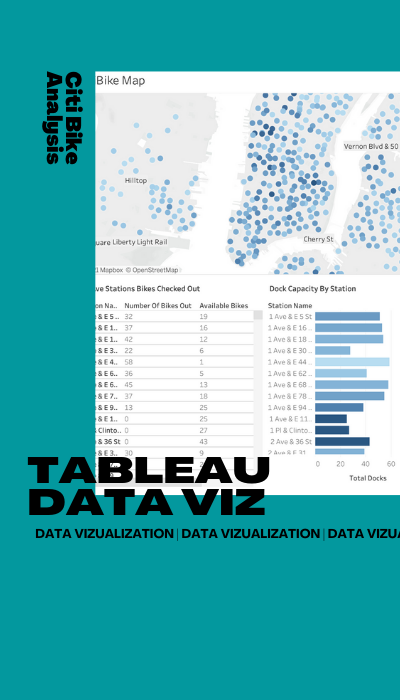 Citi Bike
Analysis
Bike Map
Vernon Blvd & 50
Hilltop
uare Liberty Light Rail
Cherry St
Mapbox © OpenStreetMap
ve Stations Bikes Checked Out
Dock Capacity By Station
on Na.. Number Of Bikes Out Available Bikes
Station Name
& E 5 .. 32 19
1 Ave & E 5 St
& E 1.. 37 16
1 Ave & E 16 ..
& E 1.. 42 12
1 Ave & E 18 ..
& E 3.. 22 6
1 Ave & E 30 ..
& E 4.. 58 1
1 Ave & E 44 ..
& E 6.. 36 5
1 Ave & E 62 ..
& E 6.. 45 13
1 Ave & E 68 ..
& E 7.. 37 18
1 Ave & E 78 ..
& E 9.. 13 25
1 Ave & E 94 ..
& E 1.. 0 25
1 Ave & E 11 ..
Clinto.. 0 27
1 Pl & Clinto..
& 36 St 0 43
2 Ave & 36 St
& E 3.. 30 9
2 Ave & E 31
0 20 40 60
Total Docks
TABLEAU
DATA VIZ
DATA VIZUALIZATION | DATA VIZUALIZATION | DATA VIZUA